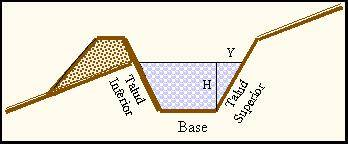 Y
H
Talud
Inferior
Talud
Superior
Base